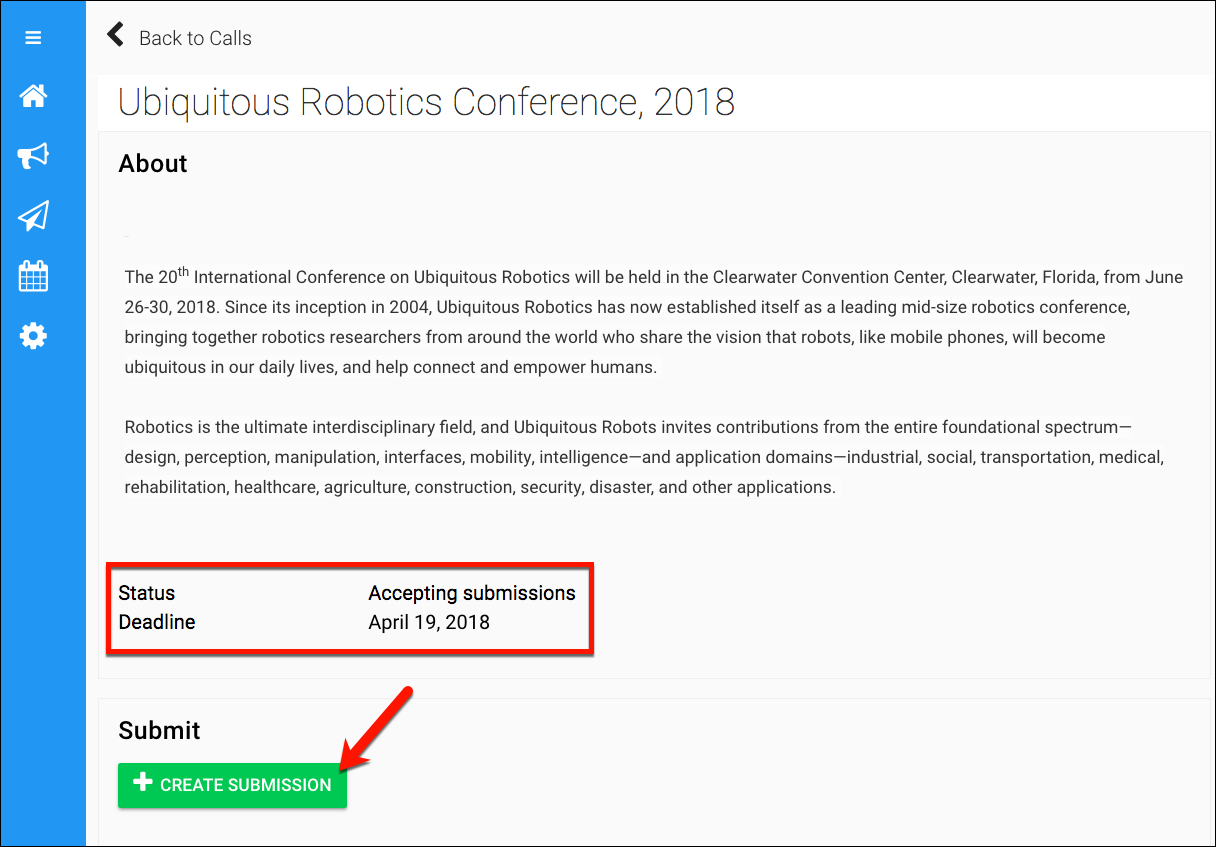 Back to Calls
Ubiquitous Robotics Conference, 2018
About
The 20th International Conference on Ubiquitous Robotics will be held in the Clearwater Convention Center, Clearwater, Florida, from June
26-30, 2018. Since its inception in 2004, Ubiquitous Robotics has now established itself as a leading mid-size robotics conference,
bringing together robotics researchers from around the world who share the vision that robots, like mobile phones, will become
ubiquitous in our daily lives, and help connect and empower humans.
Robotics is the ultimate interdisciplinary field, and Ubiquitous Robots invites contributions from the entire foundational spectrum—
design, perception, manipulation, interfaces, mobility, intelligence—and application domains—industrial, social, transportation, medical,
rehabilitation, healthcare, agriculture, construction, security, disaster, and other applications.
Status Accepting submissions
Deadline April 19, 2018
Submit
CREATE SUBMISSION